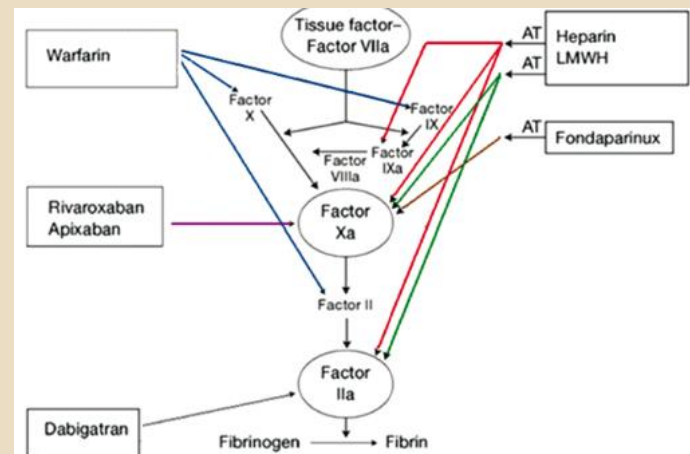 Tissue factor–
Factor VIIa
AT
Heparin
LMWH
AT
Warfarin
Factor
X
Factor
IX
AT
Fondaparinux
Factor
VIIIa
Factor
IXa
Rivaroxaban
Apixaban
Factor
Xa
Factor II
Factor
IIa
Dabigatran
Fibrinogen
Fibrin